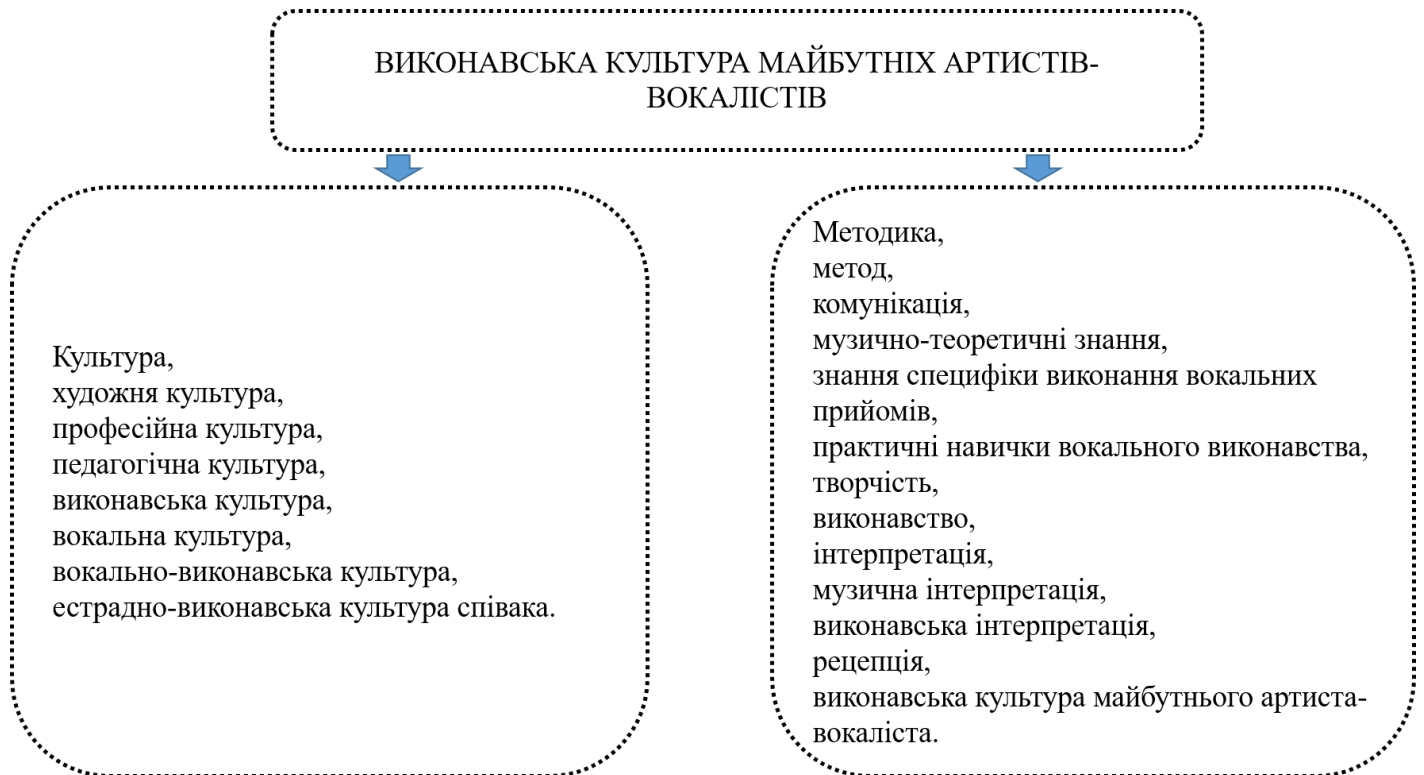 ВИКОНАВСЬКА КУЛЬТУРА МАЙБУТНІХ АРТИСТІВ-
ВОКАЛІСТІВ
Культура,
художня культура,
професійна культура,
педагогічна культура,
виконавська культура,
вокальна культура,
вокально-виконавська культура,
естрадно-виконавська культура співака.
Методика,
метод,
комунікація,
музично-теоретичні знання,
знання специфіки виконання вокальних
прийомів,
практичні навички вокального виконавства,
творчість,
виконавство,
інтерпретація,
музична інтерпретація,
виконавська інтерпретація,
рецепція,
виконавська культура майбутнього артиста-
вокаліста.